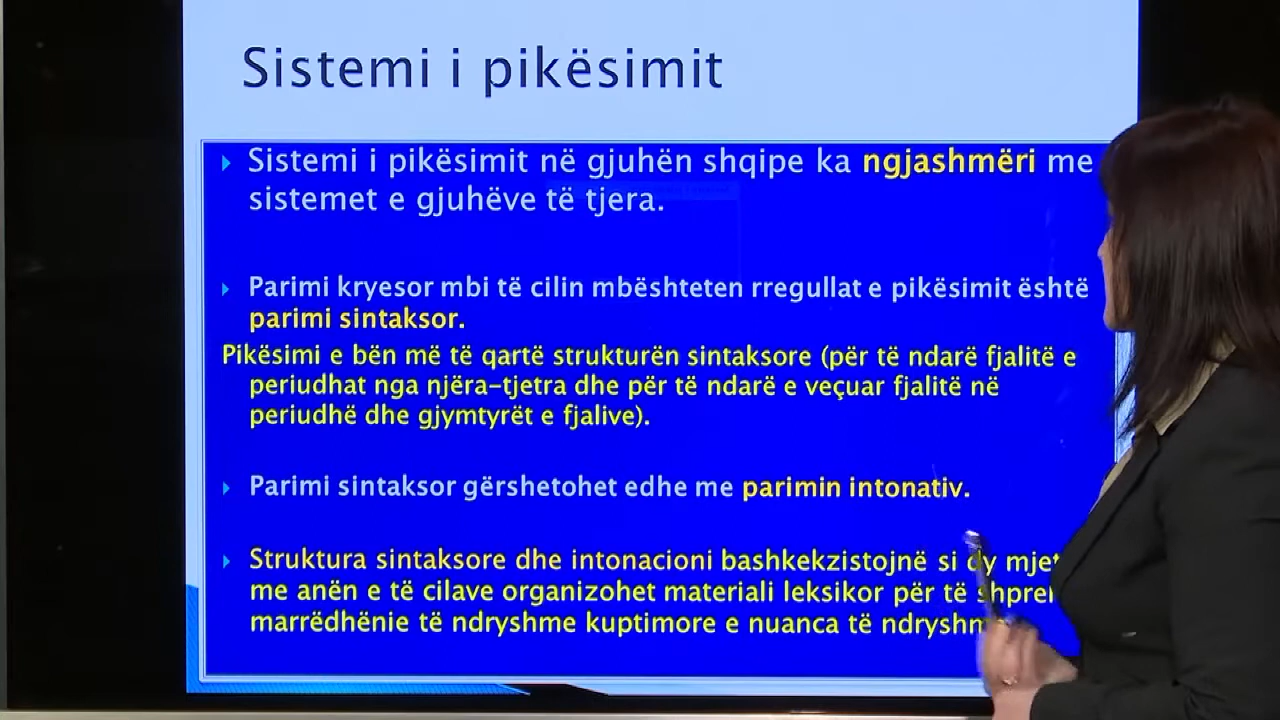 Sistemi i pikësimit
Sistemi i pikësimit në gjuhën shqipe ka ngjashmëri me
sistemet e gjuhëve të tjera.
Parimi kryesor mbi të cilin mbështeten rregullat e pikësimit është
parimi sintaksor.
Pikësimi e bën më të qartë strukturën sintaksore (për të ndarë fjalitë e
periudhat nga njëra-tjetra dhe për të ndarë e veçuar fjalitë në
periudhë dhe gjymtyrët e fjalive).
Parimi sintaksor gërshetohet edhe me parimin intonativ.
Struktura sintaksore dhe intonacioni bashkekzistojnë si dy
me anën e të cilave organizohet materiali leksikor për të
marrëdhënie të ndryshme kuptimore e nuanca të